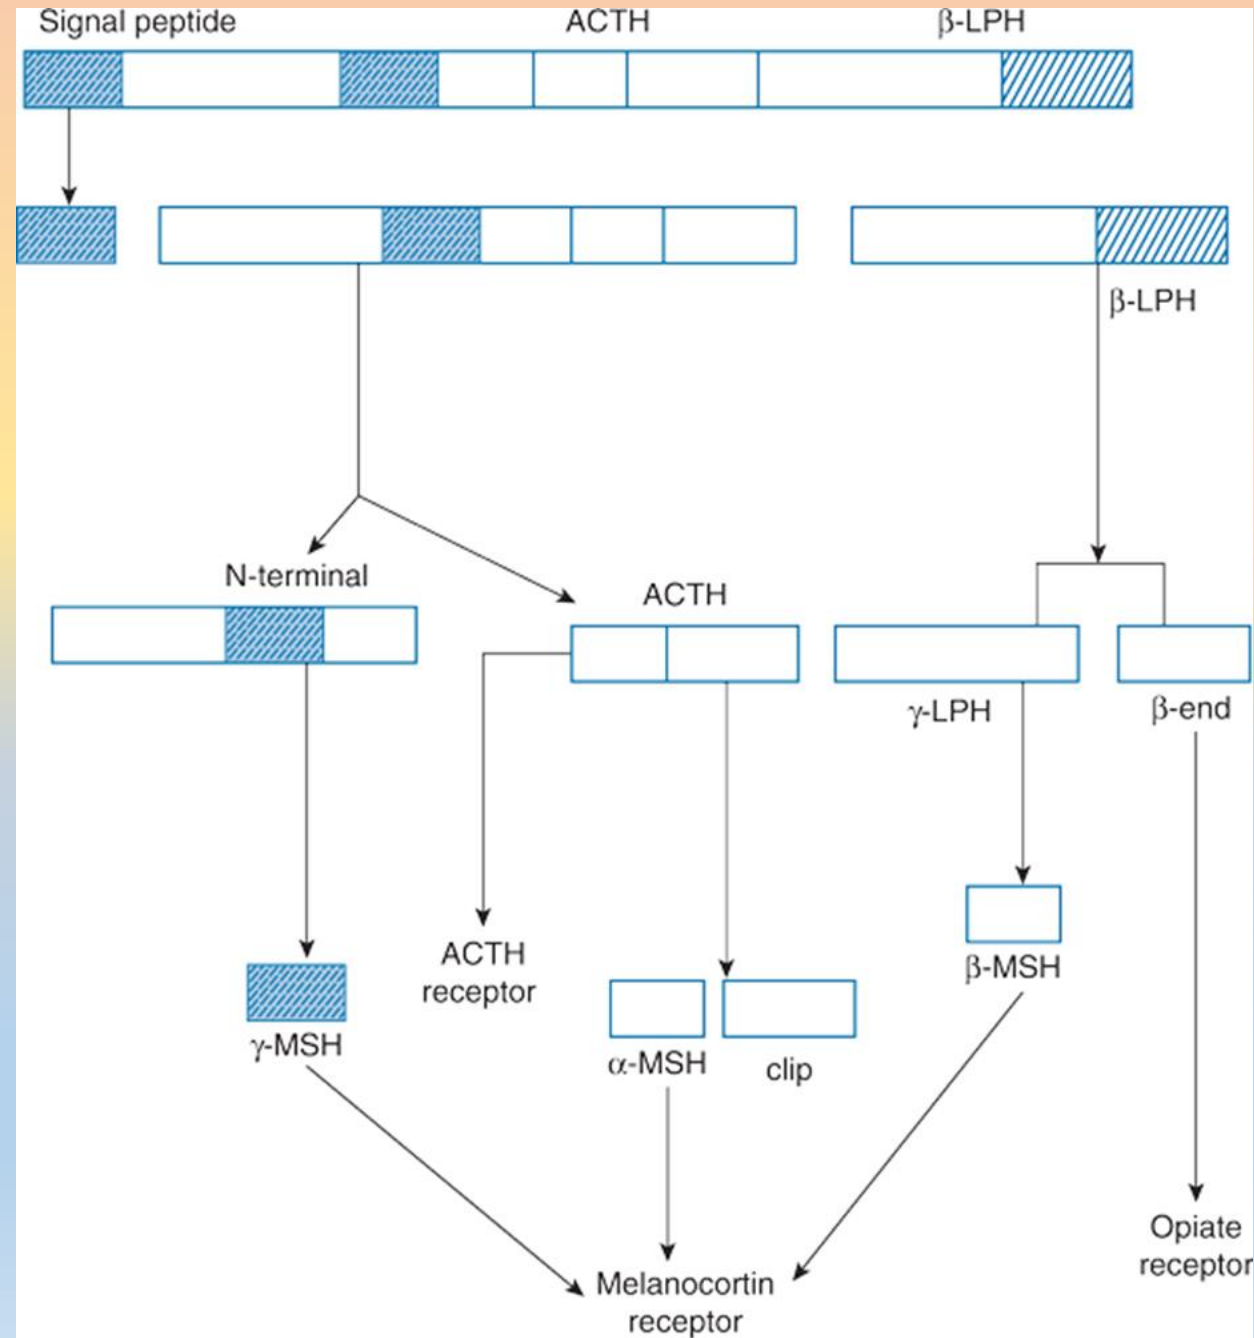 Signal peptide
ACTH
β-LPH
β-LPH
N-terminal
ACTH
γ-LPH
β-end
ACTH
receptor
β-MSH
γ-MSH
α-MSH
clip
Opiate
receptor
Melanocortin
receptor